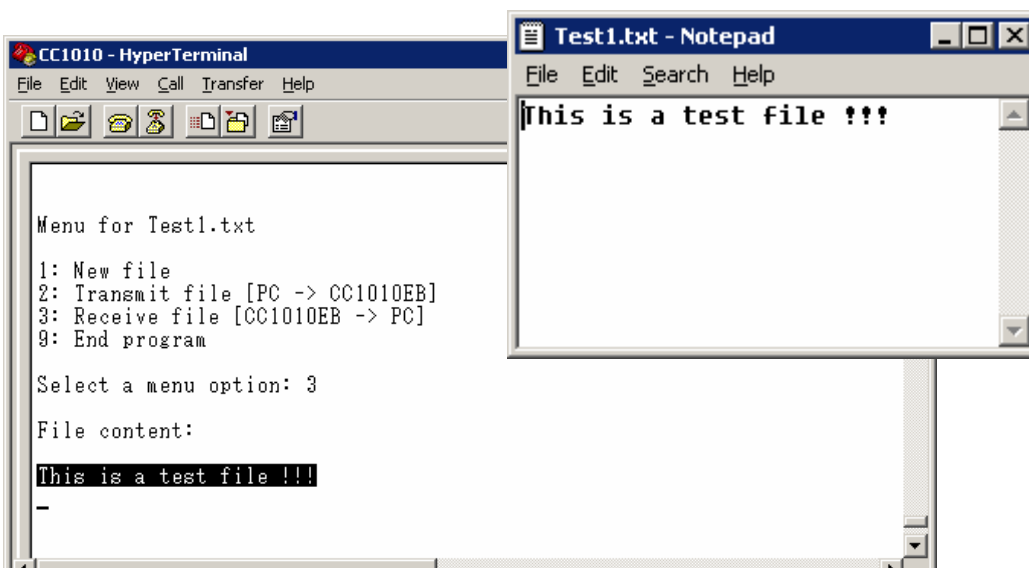 CC1010 - HyperTerminal
File Edit View Call Transfer Help
Menu for Test1.txt
1: New file
2: Transmit file [PC -> CC1010EB]
3: Receive file [CC1010EB -> PC]
9: End program
Select a menu option: 3
File content:
This is a test file !!!
Test1.txt - Notepad
File Edit Search Help
This is a test file !!!